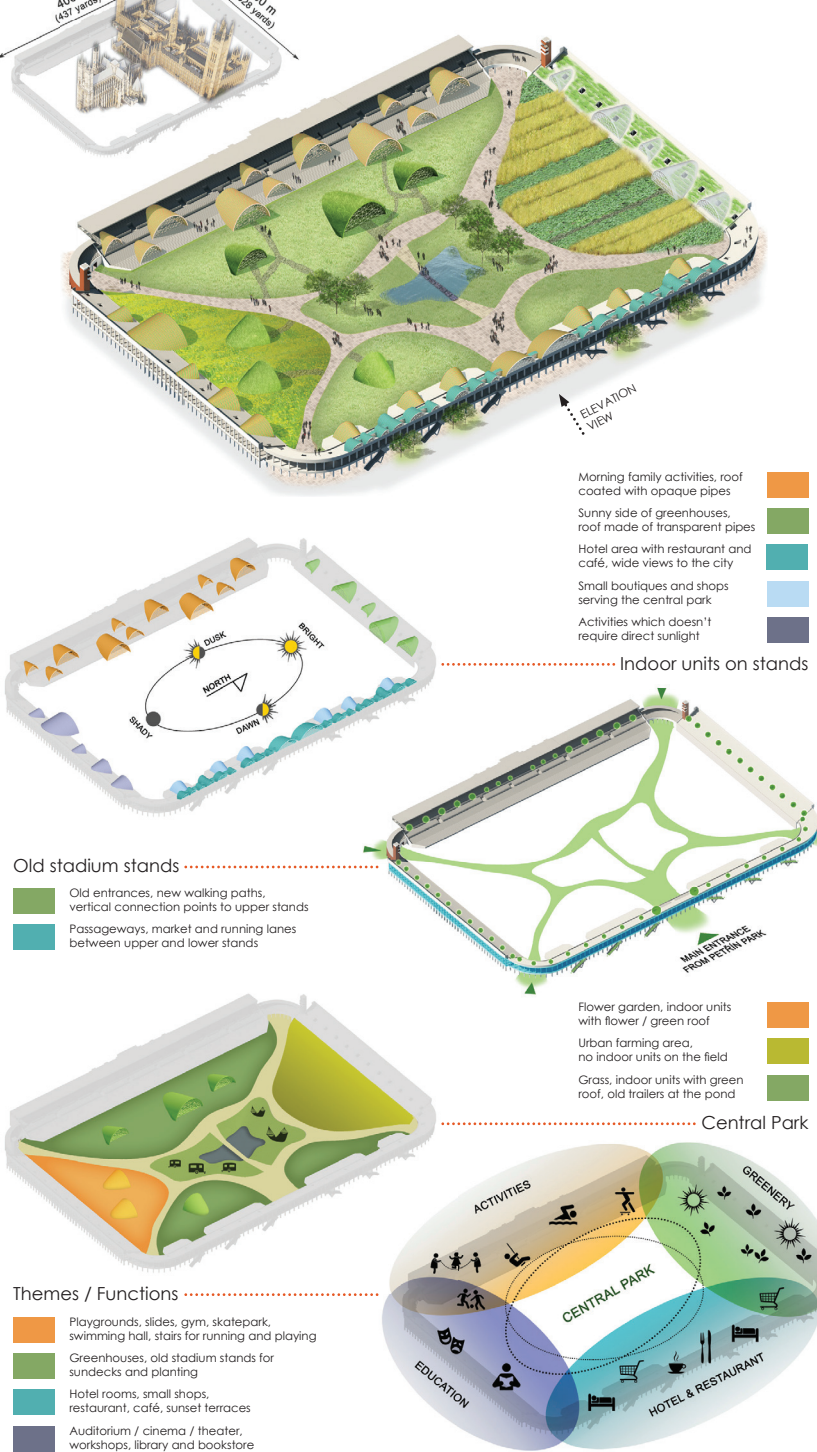 (437 yards)
ELEVATION
VIEW
Morning family activities, roof
coated with opaque pipes
Sunny side of greenhouses,
roof made of transparent pipes
Hotel area with restaurant and
café, wide views to the city
Small boutiques and shops
serving the central park
Activities which doesn't
require direct sunlight
Indoor units on stands
DUSK
BRIGHT
NORTH
SHADY
DAWN
Old stadium stands
Old entrances, new walking paths,
vertical connection points to upper stands
Passageways, market and running lanes
between upper and lower stands
MAIN ENTRANCE
FROM PETŘÍN PARK
Flower garden, indoor units
with flower / green roof
Urban farming area,
no indoor units on the field
Grass, indoor units with green
roof, old trailers at the pond
Central Park
ACTIVITIES
GREENERY
CENTRAL PARK
EDUCATION
HOTEL & RESTAURANT
Themes / Functions
Playgrounds, slides, gym, skatepark,
swimming hall, stairs for running and playing
Greenhouses, old stadium stands for
sundecks and planting
Hotel rooms, small shops,
restaurant, café, sunset terraces
Auditorium / cinema / theater,
workshops, library and bookstore